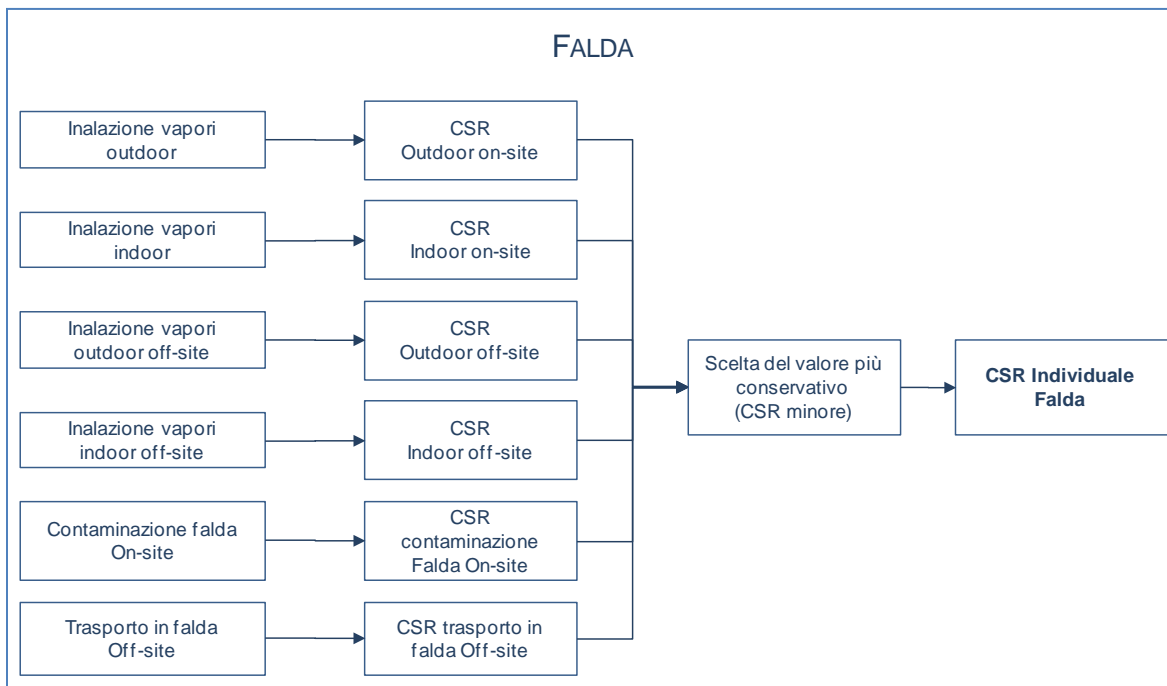 FALDA
Inalazione vapori
outdoor
CSR
Outdoor on-site
Inalazione vapori
indoor
CSR
Indoor on-site
Inalazione vapori
outdoor off-site
CSR
Outdoor off-site
Scelta del valore più
conservativo
(CSR minore)
CSR Individuale
Falda
Inalazione vapori
indoor off-site
CSR
Indoor off-site
Contaminazione falda
On-site
CSR
contaminazione
Falda On-site
Trasporto in falda
Off-site
CSR trasporto in
falda Off-site